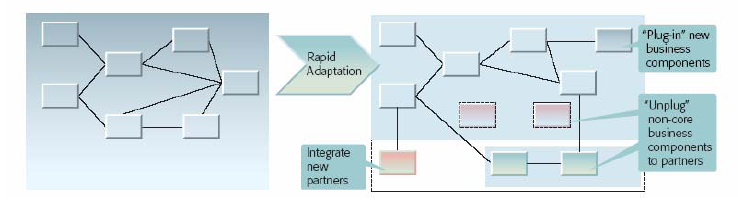 Rapid
Adaptation
"Plug-in" new
business
components
"Unplug"
non-core
business
components
to partners
Integrate
new
partners